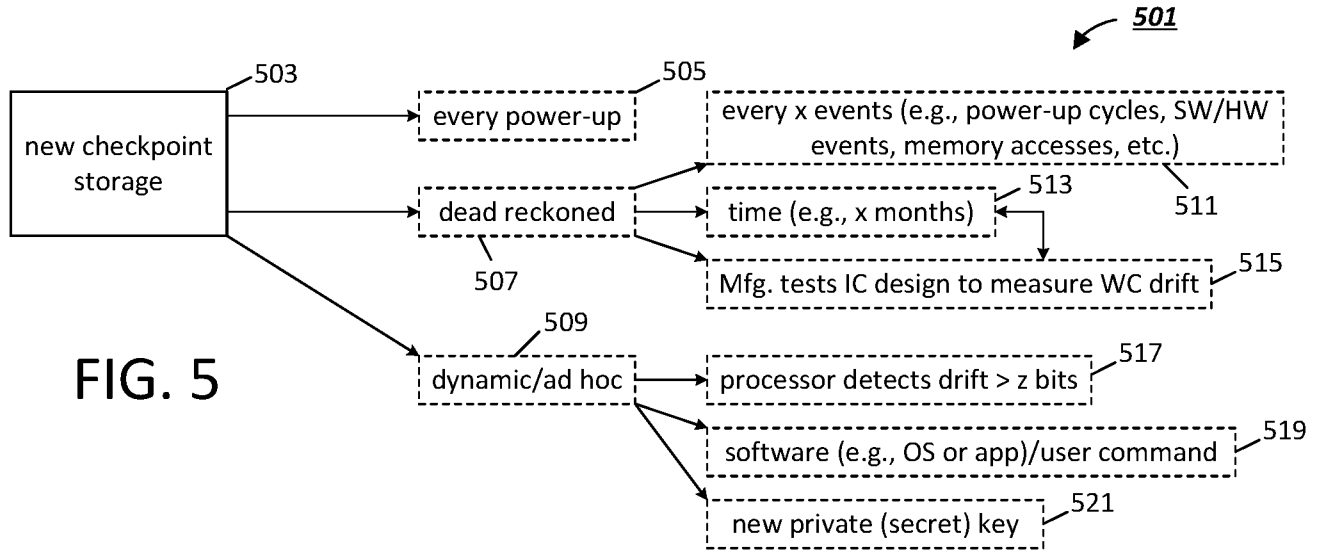 501
503
505
new checkpoint
storage
every power-up
every x events (e.g., power-up cycles, SW/HW
events, memory accesses, etc.)
511
dead reckoned
507
time (e.g., x months)
513
Mfg. tests IC design to measure WC drift
515
509
dynamic/ad hoc
processor detects drift > z bits
517
software (e.g., OS or app)/user command
519
new private (secret) key
521
FIG. 5